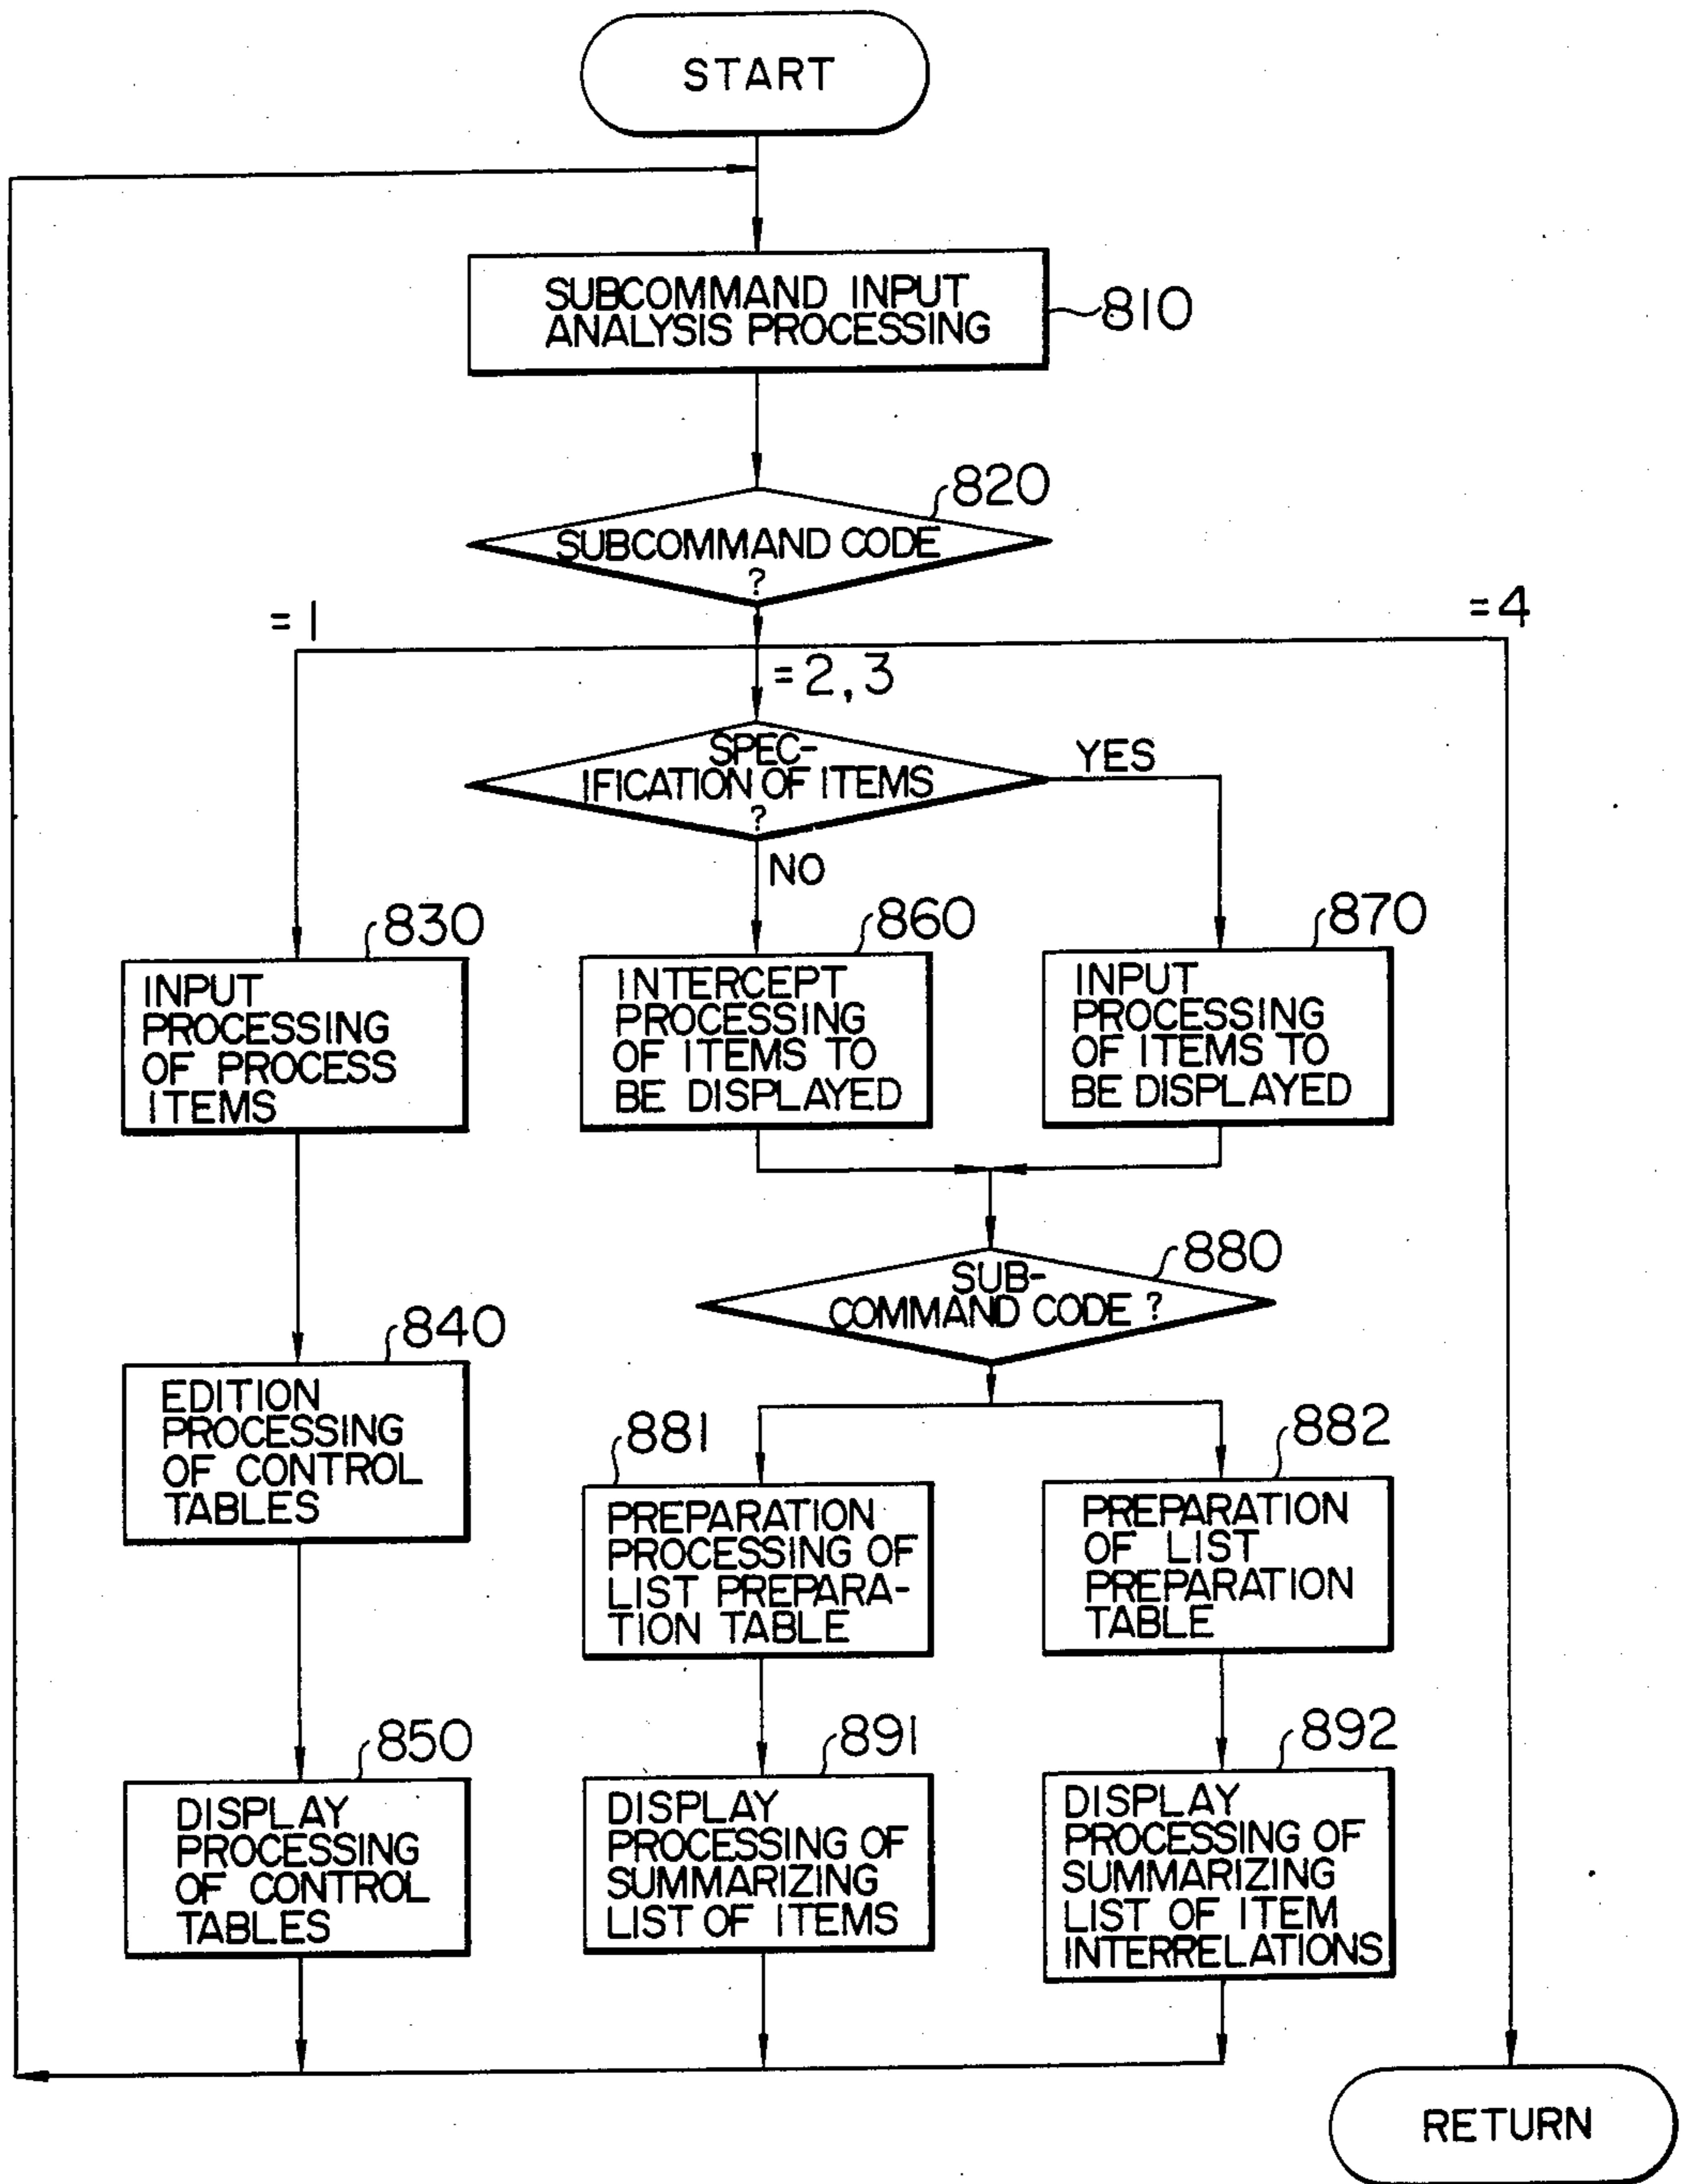 START
SUBCOMMAND INPUT
ANALYSIS PROCESSING
810
820
SUBCOMMAND CODE
?
=1
=4
=2,3
SPEC-
IFICATION OF ITEMS
?
YES
NO
830
INPUT
PROCESSING
OF PROCESS
ITEMS
860
INTERCEPT
PROCESSING
OF ITEMS TO
BE DISPLAYED
870
INPUT
PROCESSING
OF ITEMS TO
BE DISPLAYED
880
SUB-
COMMAND CODE ?
840
EDITION
PROCESSING
OF CONTROL
TABLES
881
PREPARATION
PROCESSING OF
LIST PREPARA-
TION TABLE
882
PREPARATION
OF LIST
PREPARATION
TABLE
850
DISPLAY
PROCESSING
OF CONTROL
TABLES
891
DISPLAY
PROCESSING OF
SUMMARIZING
LIST OF ITEMS
892
DISPLAY
PROCESSING OF
SUMMARIZING
LIST OF ITEM
INTERRELATIONS
RETURN